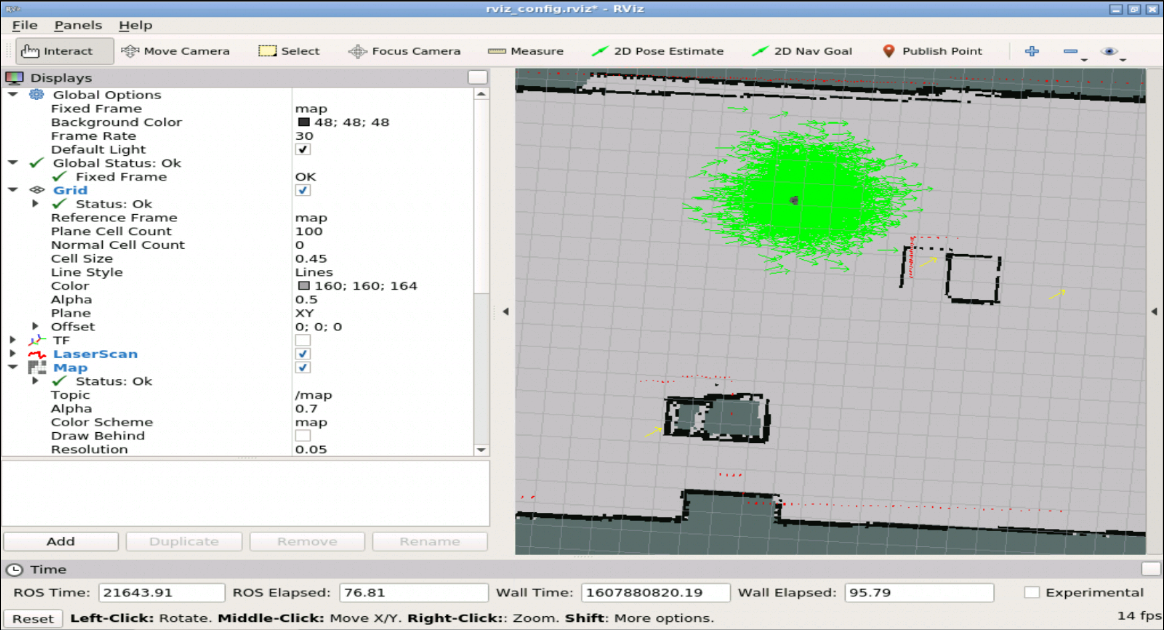 rviz_config.rviz* - RViz
File Panels Help
Interact Move Camera Select Focus Camera Measure 2D Pose Estimate 2D Nav Goal Publish Point
Displays
Global Options
Fixed Frame map
Background Color 48; 48; 48
Frame Rate 30
Default Light
Global Status: Ok
Fixed Frame OK
Grid
Status: Ok
Reference Frame map
Plane Cell Count 100
Normal Cell Count 0
Cell Size 0.45
Line Style Lines
Color 160; 160; 164
Alpha 0.5
Plane XY
Offset 0; 0; 0
TF
LaserScan
Map
Status: Ok
Topic /map
Alpha 0.7
Color Scheme map
Draw Behind
Resolution 0.05
Add Duplicate Remove Rename
Time
ROS Time: 21643.91 ROS Elapsed: 76.81 Wall Time: 1607880820.19 Wall Elapsed: 95.79 Experimental
Reset Left-Click: Rotate. Middle-Click: Move X/Y. Right-Click:: Zoom. Shift: More options. 14 fps